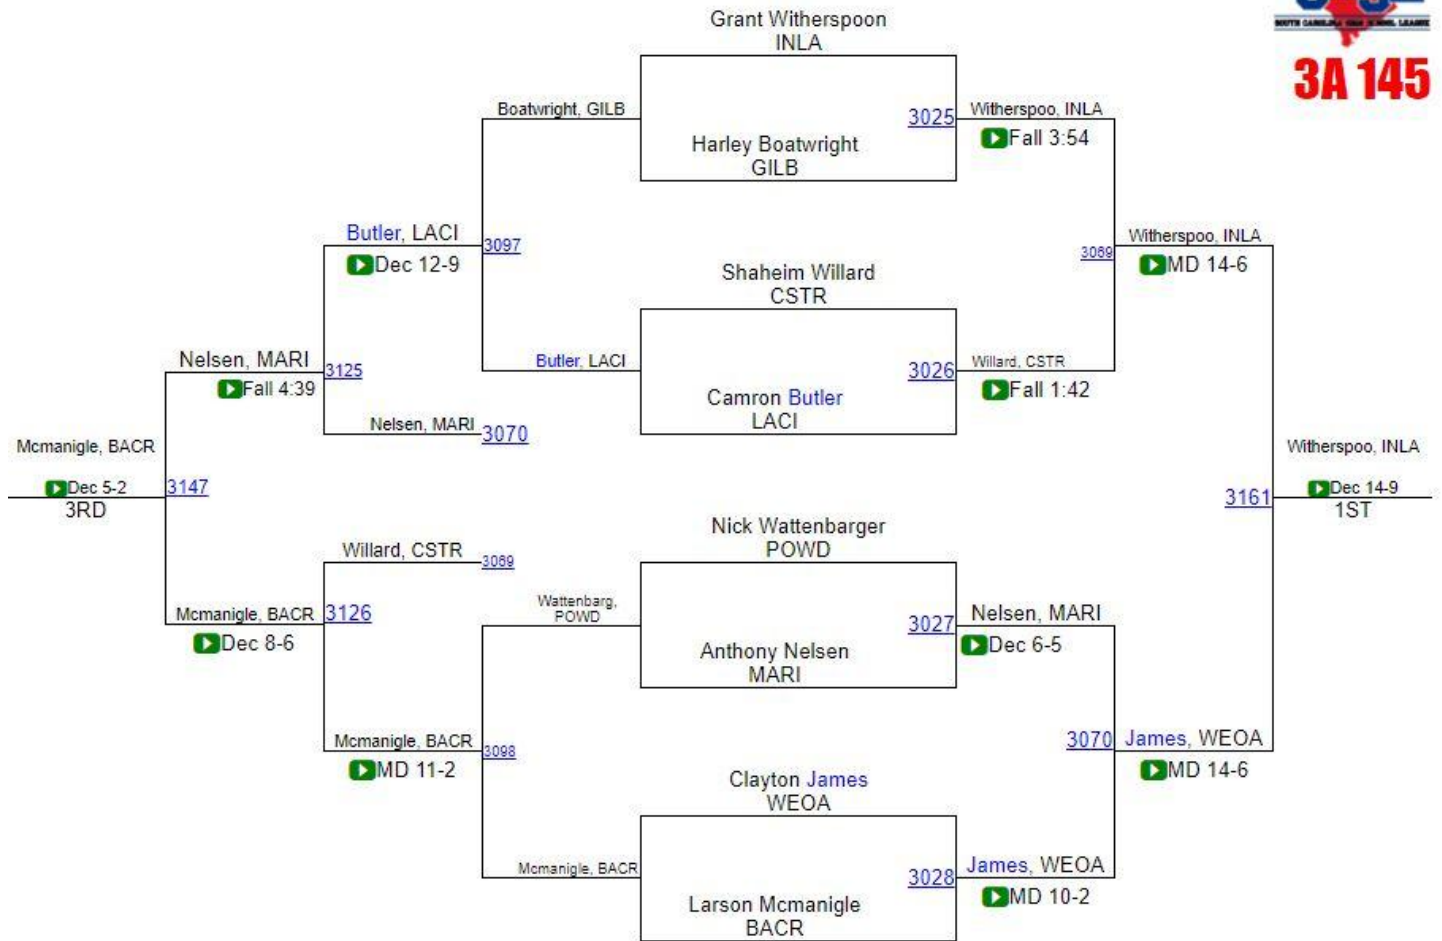 SOUTH CAROLINA HIGH SCHOOL LEAGUE
3A 145
Grant Witherspoon
INLA
Boatwright, GILB
3025
Witherspoo, INLA
Fall 3:54
Harley Boatwright
GILB
Butler, LACI
3097
Dec 12-9
3069
Witherspoo, INLA
MD 14-6
Shaheim Willard
CSTR
Nelsen, MARI
3125
Fall 4:39
Butler, LACI
3026
Willard, CSTR
Fall 1:42
Camron Butler
LACI
Nelsen, MARI
3070
Mcmanigle, BACR
Dec 5-2
3RD
3147
3161
Witherspoo, INLA
Dec 14-9
1ST
Nick Wattenbarger
POWD
Willard, CSTR
3069
Wattenbarg,
POWD
Mcmanigle, BACR
3126
Dec 8-6
3027
Nelsen, MARI
Dec 6-5
Anthony Nelsen
MARI
Mcmanigle, BACR
3098
MD 11-2
3070
James, WEOA
MD 14-6
Clayton James
WEOA
Mcmanigle, BACR
3028
James, WEOA
MD 10-2
Larson Mcmanigle
BACR